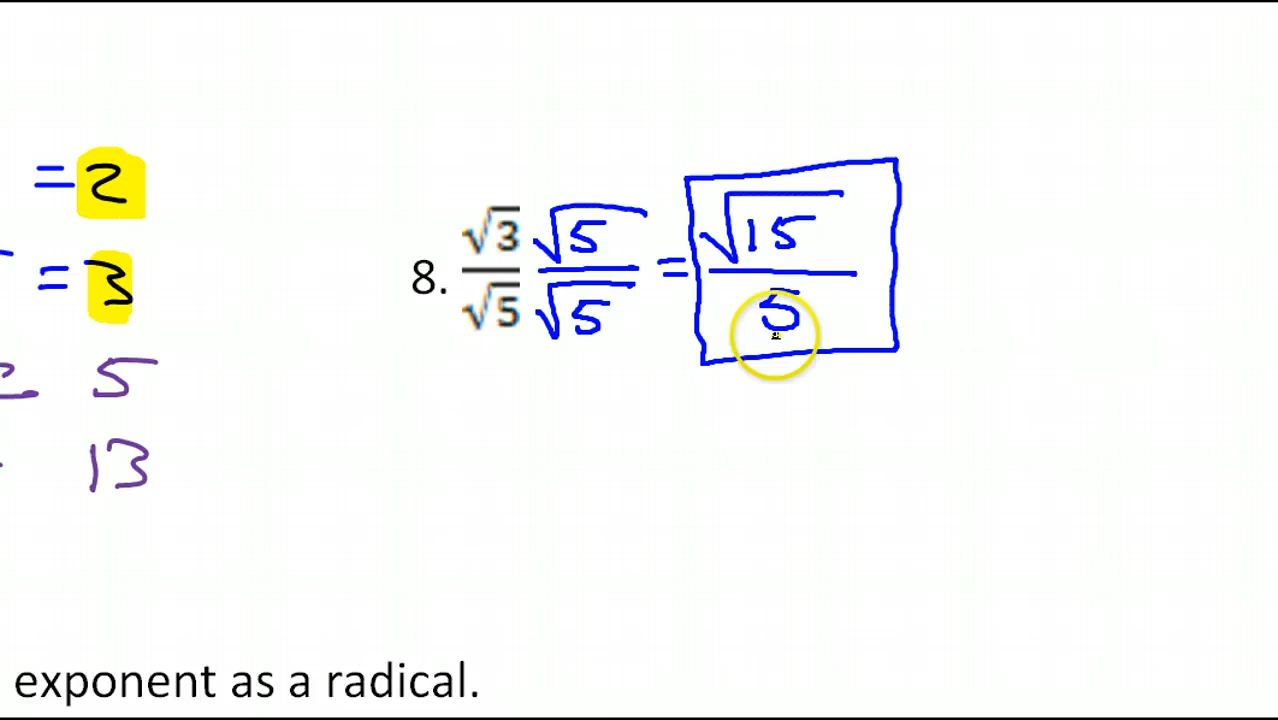 = 2
= 3
5
13
8. √3/√5 √5/√5 = √15/5
exponent as a radical.